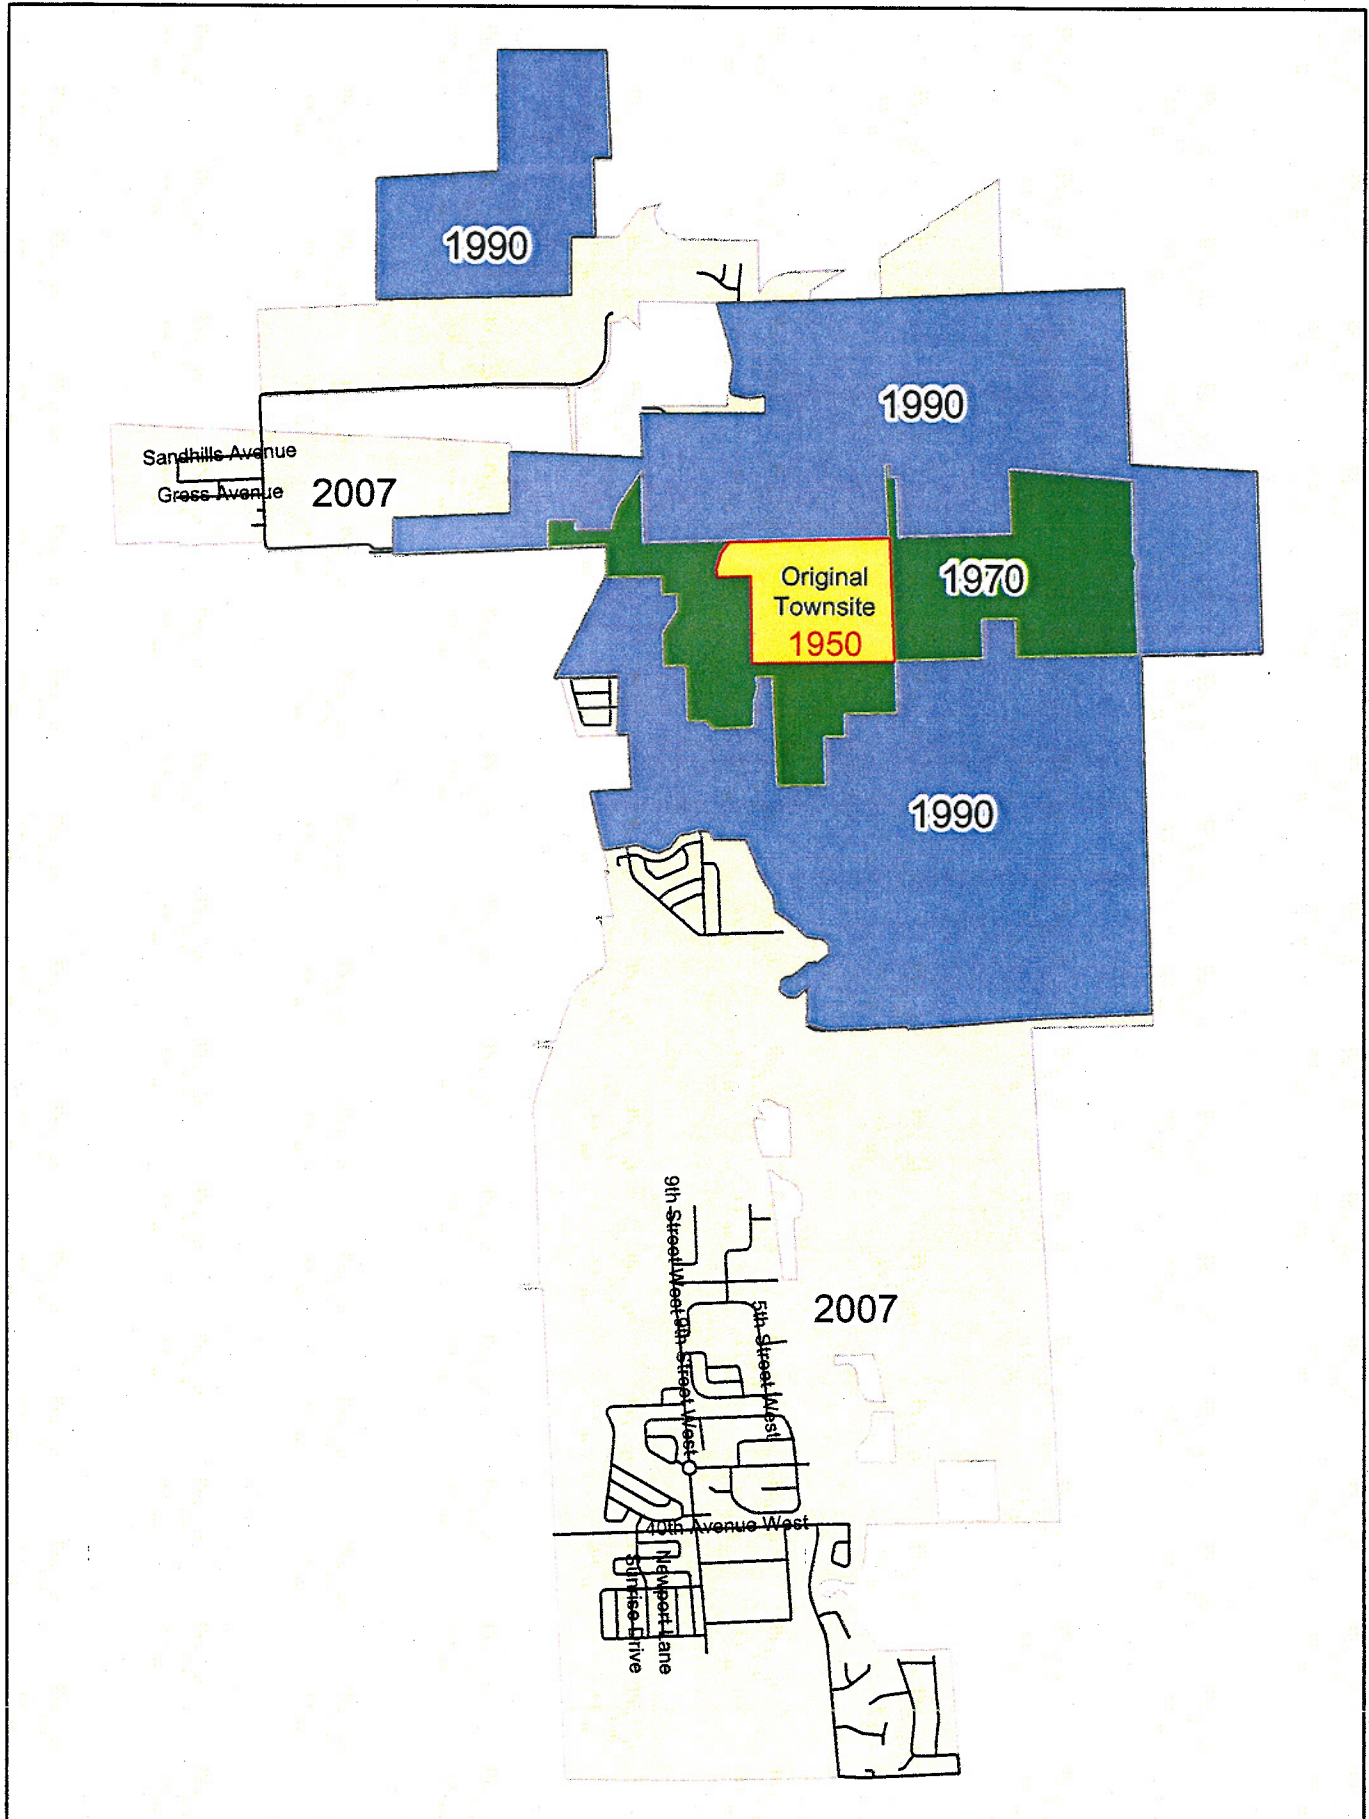 1990
1990
Sandhills Avenue
Gross Avenue
2007
Original
Townsite
1950
1970
1990
9th Street West
9th Street West
5th Street West
2007
40th Avenue West
Newport Lane
Sunrise Drive